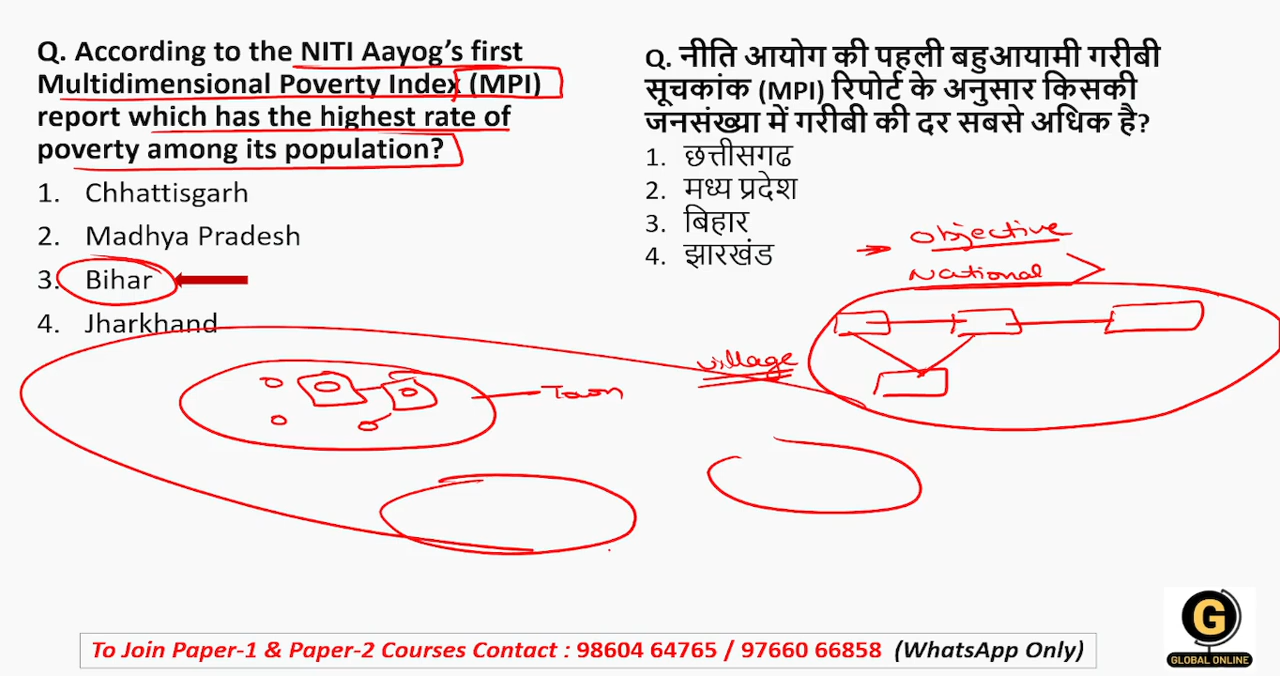 Q. According to the NITI Aayog's first
Multidimensional Poverty Index (MPI)
report which has the highest rate of
poverty among its population?
1. Chhattisgarh
2. Madhya Pradesh
3. Bihar
4. Jharkhand
Q. नीति आयोग की पहली बहुआयामी गरीबी
सूचकांक (MPI) रिपोर्ट के अनुसार किसकी
जनसंख्या में गरीबी की दर सबसे अधिक है?
1. छत्तीसगढ
2. मध्य प्रदेश
3. बिहार
4. झारखंड
Objective
National
village
Town
To Join Paper-1 & Paper-2 Courses Contact : 98604 64765 / 97660 66858 (WhatsApp Only)
G
GLOBAL ONLINE